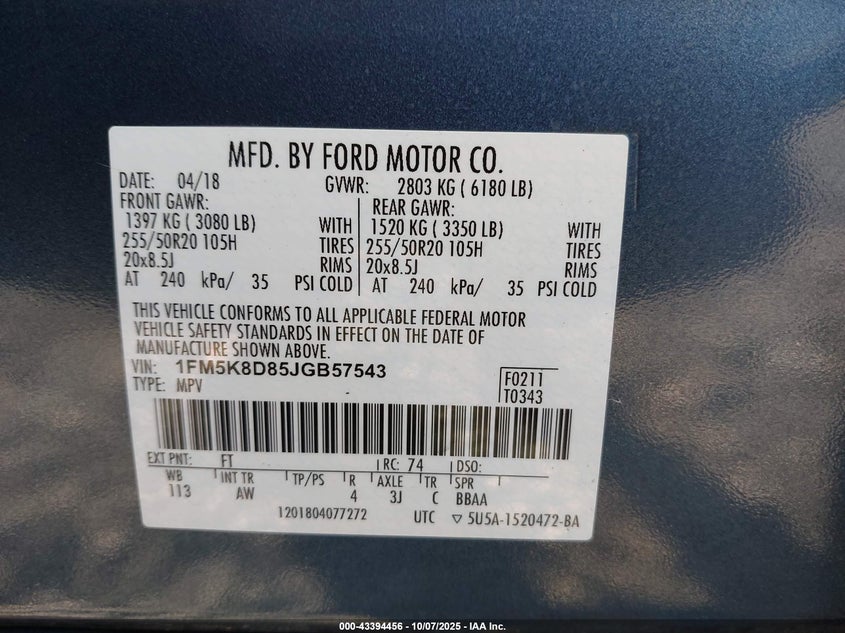 MFD. BY FORD MOTOR CO.
DATE: 04/18 GVWR: 2803 KG ( 6180 LB)
FRONT GAWR: REAR GAWR:
1397 KG ( 3080 LB) WITH 1520 KG ( 3350 LB) WITH
255/50R20 105H TIRES 255/50R20 105H TIRES
20x8.5J RIMS 20x8.5J RIMS
AT 240 kPa/ 35 PSI COLD AT 240 kPa/ 35 PSI COLD
THIS VEHICLE CONFORMS TO ALL APPLICABLE FEDERAL MOTOR
VEHICLE SAFETY STANDARDS IN EFFECT ON THE DATE OF
MANUFACTURE SHOWN ABOVE.
VIN: 1FM5K8D85JGB57543 F0211
TYPE: MPV T0343
EXT PNT: FT RC: 74 DSO:
WB INT TR TP/PS R AXLE TR SPR
113 AW 4 3J C BBAA
1201804077272 UTC ▽ 5U5A-1520472-BA
000-43394456 - 10/07/2025 - IAA Inc.